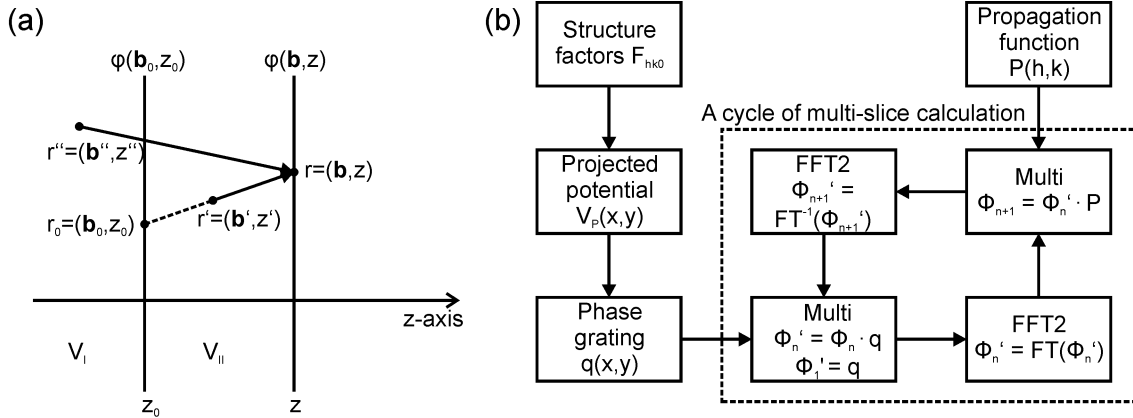 (a)
φ(𝐛₀,z₀)
φ(𝐛,z)
r‘‘=(𝐛‘‘,z‘‘)
r=(𝐛,z)
r‘=(𝐛‘,z‘)
r₀=(𝐛₀,z₀)
z-axis
V_I
V_II
z₀
z
(b)
Structure
factors F_hk0
Propagation
function
P(h,k)
A cycle of multi-slice calculation
Projected
potential
V_P(x,y)
FFT2
Φ_n+1‘ =
FT⁻¹(Φ_n+1‘)
Multi
Φ_n+1 = Φ_n‘ · P
Phase
grating
q(x,y)
Multi
Φ_n‘ = Φ_n · q
Φ_1' = q
FFT2
Φ_n‘ = FT(Φ_n‘)